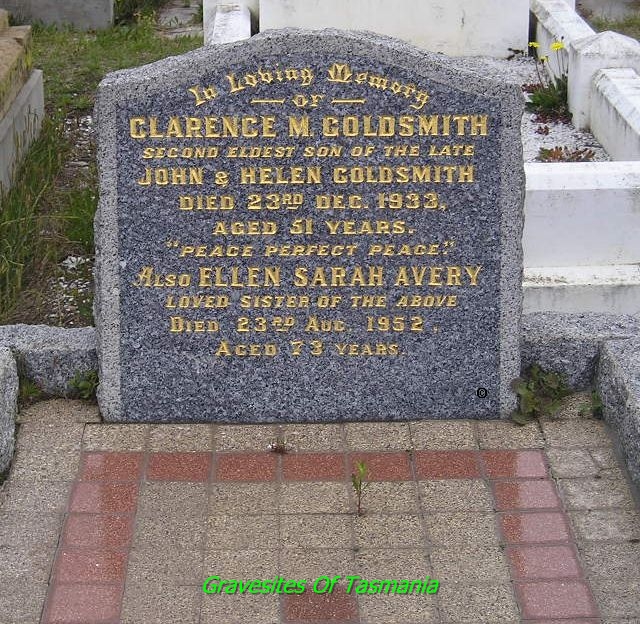 In Loving Memory
OF
CLARENCE M. GOLDSMITH
SECOND ELDEST SON OF THE LATE
JOHN & HELEN GOLDSMITH
DIED 23RD DEC. 1933,
AGED 51 YEARS.
"PEACE PERFECT PEACE."
ALSO ELLEN SARAH AVERY
LOVED SISTER OF THE ABOVE
DIED 23RD AUG. 1952.
AGED 73 YEARS.
Gravesites Of Tasmania